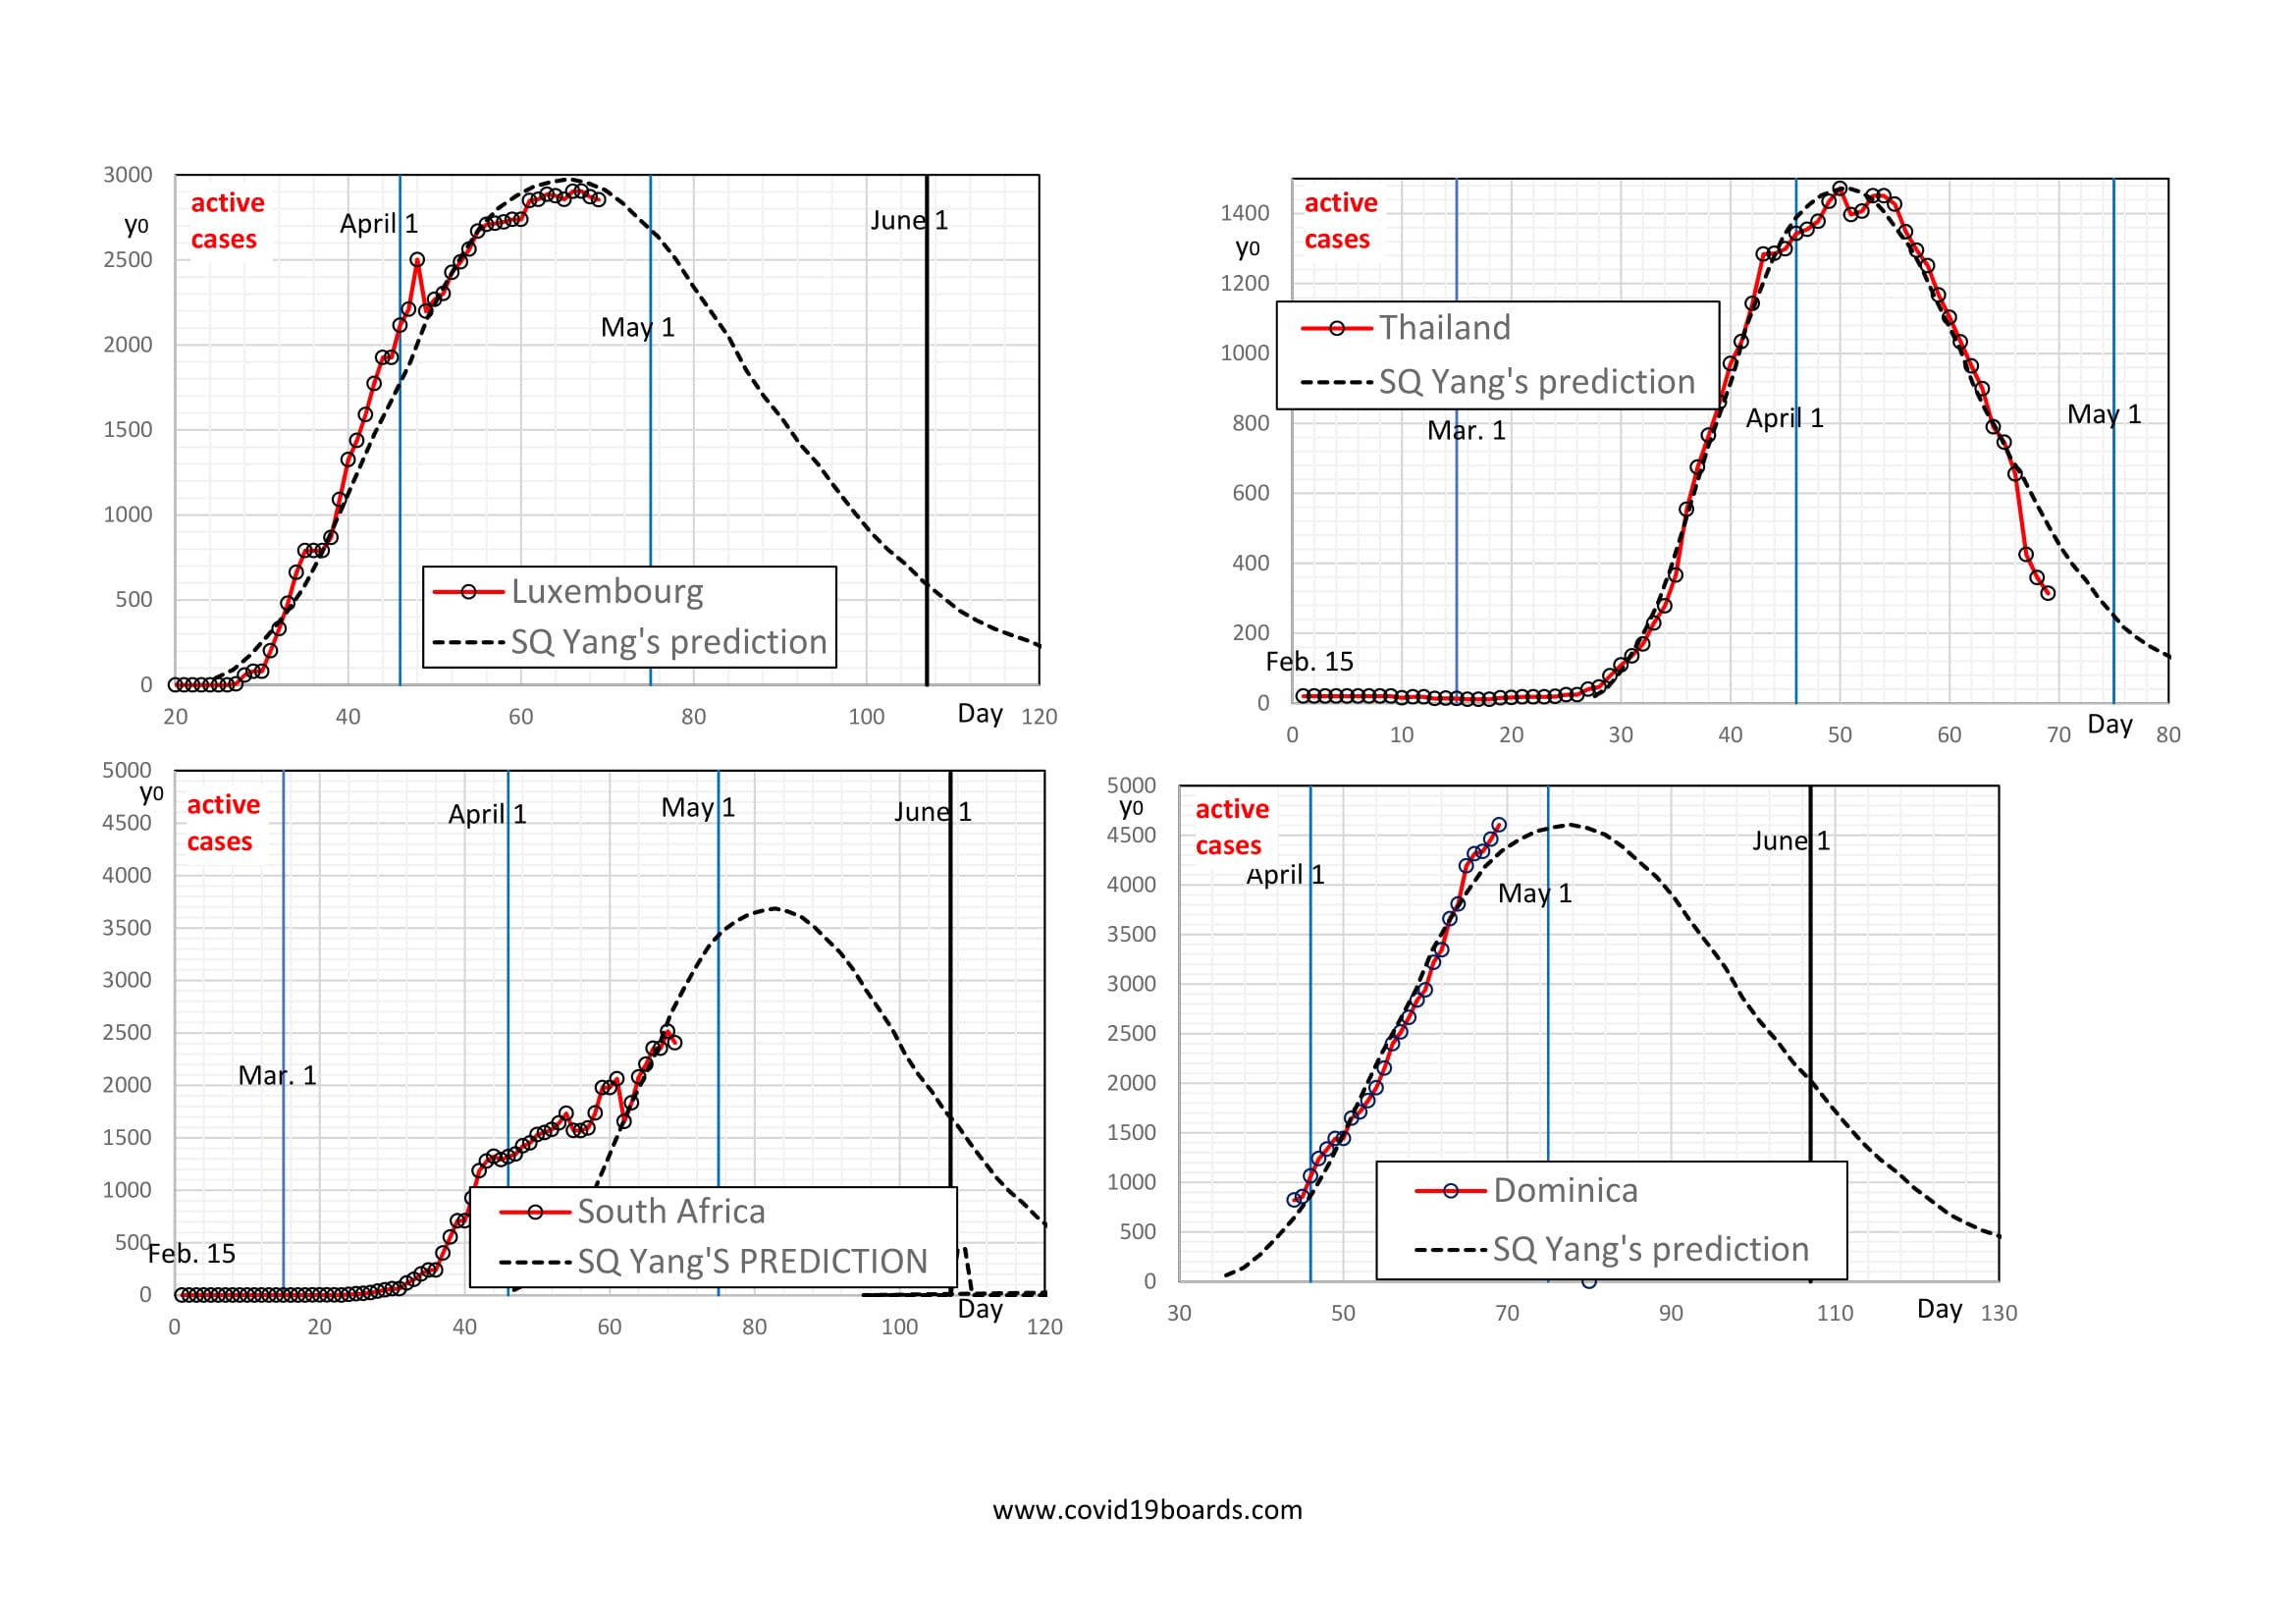 3000
2500
2000
1500
1000
500
0
y0
active
cases
April 1
May 1
June 1
Luxembourg
SQ Yang's prediction
20 40 60 80 100 Day 120
1400
1200
1000
800
600
400
200
0
y0
active
cases
Thailand
SQ Yang's prediction
Mar. 1
April 1
May 1
Feb. 15
0 10 20 30 40 50 60 70 Day 80
5000
4500
4000
3500
3000
2500
2000
1500
1000
500
0
y0
active
cases
April 1
May 1
June 1
Mar. 1
Feb. 15
South Africa
SQ Yang'S PREDICTION
0 20 40 60 80 100 Day 120
5000
4500
4000
3500
3000
2500
2000
1500
1000
500
0
y0
active
cases
April 1
May 1
June 1
Dominica
SQ Yang's prediction
30 50 70 90 110 Day 130
www.covid19boards.com